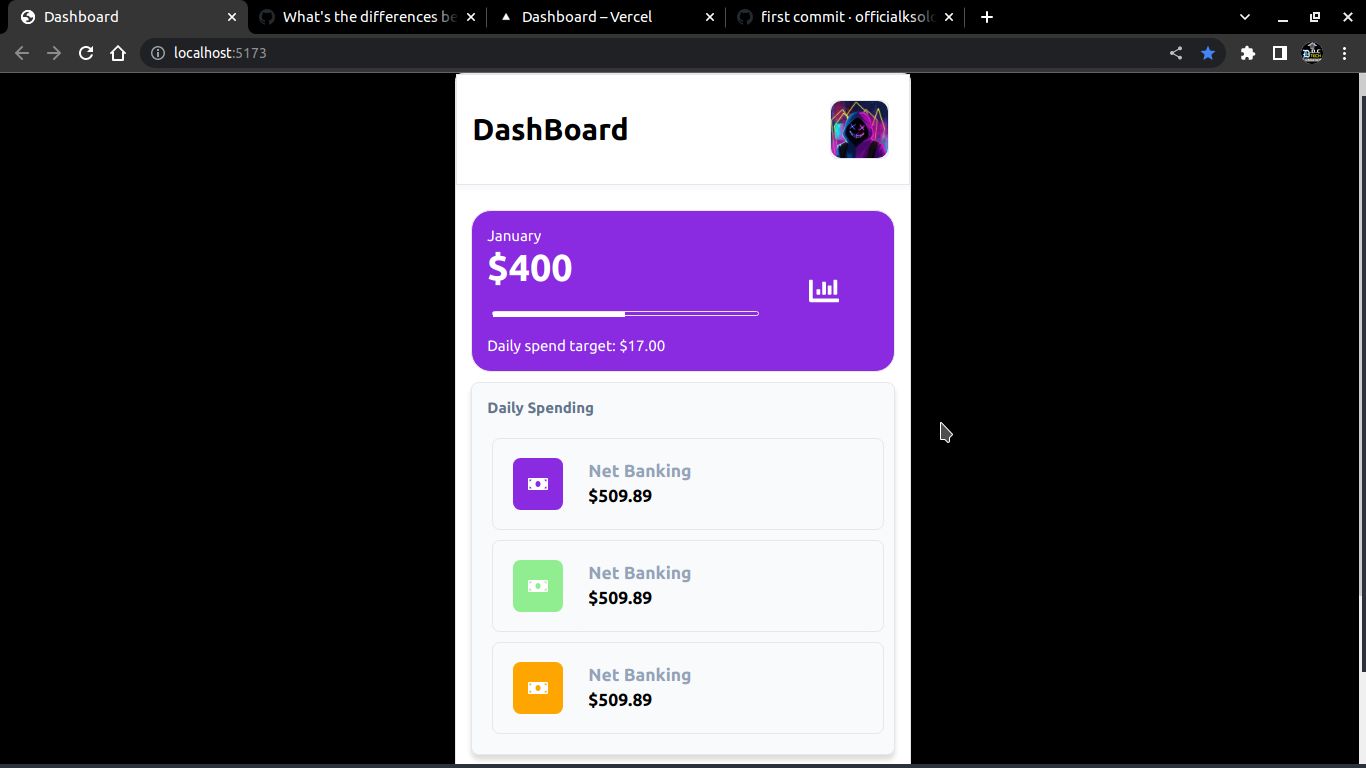 Dashboard
What's the differences be
Dashboard – Vercel
first commit · officialksolo
localhost:5173
DashBoard
January
$400
Daily spend target: $17.00
Daily Spending
Net Banking
$509.89
Net Banking
$509.89
Net Banking
$509.89